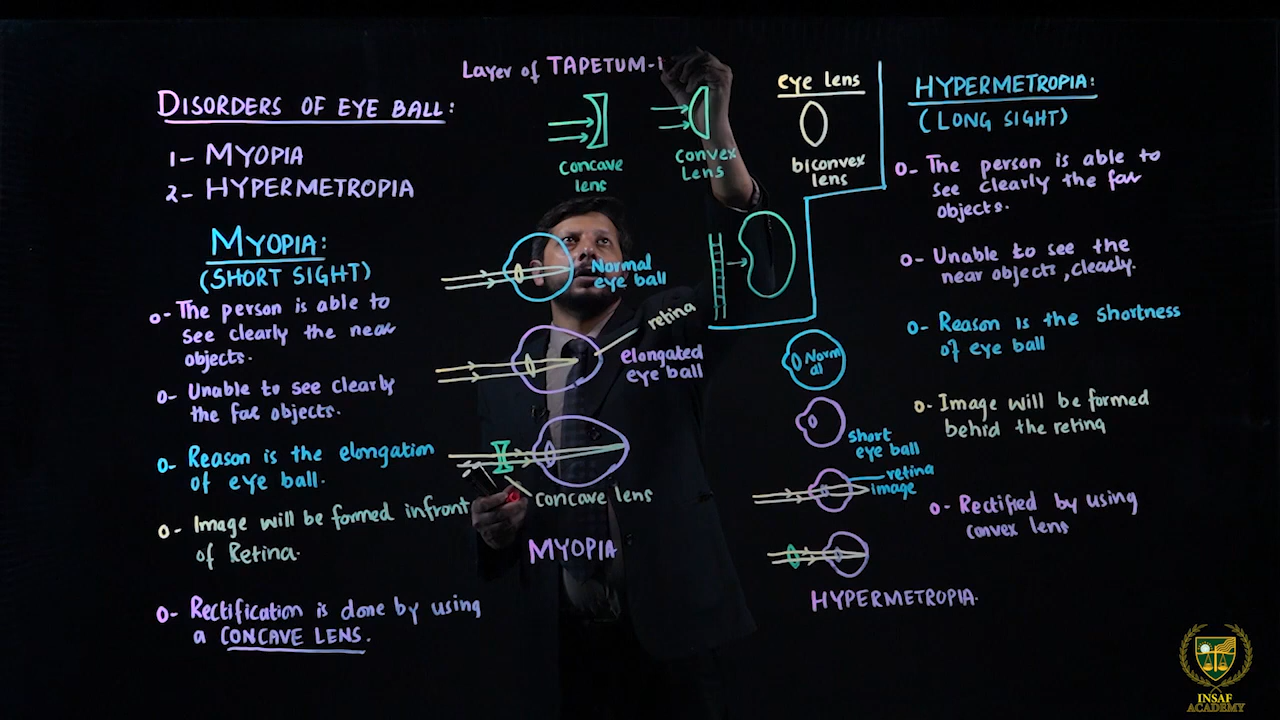 Layer of TAPETUM-
DISORDERS OF EYE BALL:
1- MYOPIA
2- HYPERMETROPIA
MYOPIA:
(SHORT SIGHT)
o- The person is able to
see clearly the near
objects.
o- Unable to see clearly
the far objects.
o- Reason is the elongation
of eye ball.
o- Image will be formed infront
of Retina.
o- Rectification is done by using
a CONCAVE LENS.
concave
lens
Convex
Lens
eye lens
biconvex
lens
Normal
eye ball
retina
elongated
eye ball
concave lens
MYOPIA
Norm
al
short
eye ball
retina
image
HYPERMETROPIA.
HYPERMETROPIA:
(LONG SIGHT)
o- The person is able to
see clearly the far
objects.
o- Unable to see the
near objects, clearly.
o- Reason is the shortness
of eye ball
o- Image will be formed
behid the retina
o- Rectified by using
convex lens
INSAF
ACADEMY